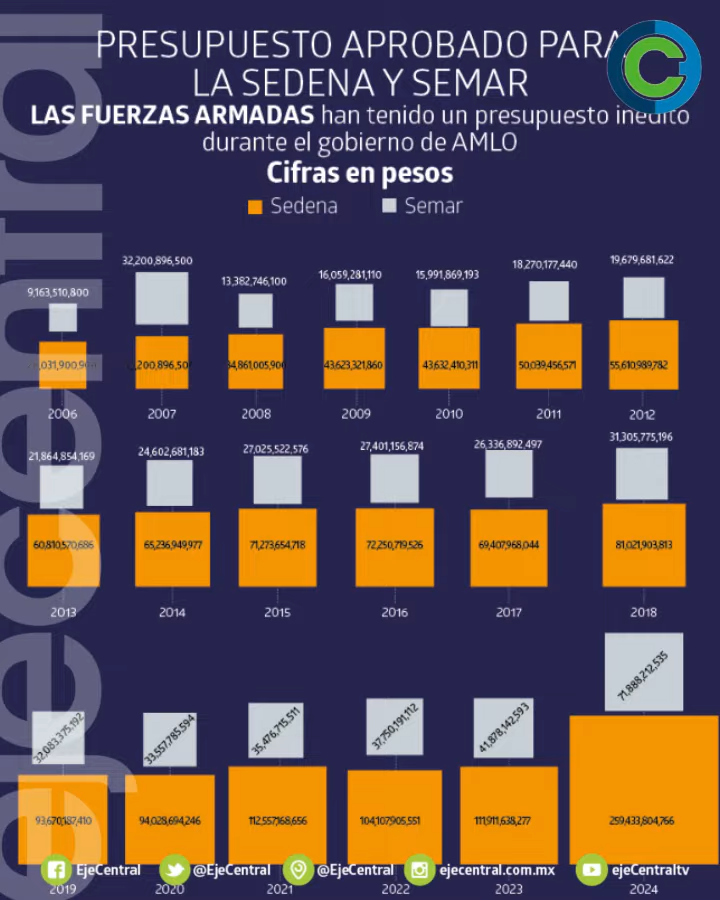 PRESUPUESTO APROBADO PARA
LA SEDENA Y SEMAR
LAS FUERZAS ARMADAS han tenido un presupuesto inédito
durante el gobierno de AMLO
Cifras en pesos
Sedena Semar
9,163,510,800 32,200,896,500 13,382,746,100 16,059,281,110 15,991,869,193 18,270,177,440 19,679,681,622
43,623,321,860 43,632,410,311 50,039,456,571 55,610,989,782
2006 2007 2008 2009 2010 2011 2012
21,864,854,169 24,602,681,183 27,025,522,576 27,401,156,874 26,336,892,497 31,305,775,196
60,810,570,686 65,236,949,977 71,273,654,718 72,250,719,526 69,407,968,044 81,021,903,813
2013 2014 2015 2016 2017 2018
32,083,375,192 33,557,785,594 35,476,715,511 37,750,191,112 41,878,142,593 71,888,212,535
93,670,187,410 94,028,694,246 112,557,168,656 104,107,905,551 111,911,638,277 259,433,804,766
EjeCentral @EjeCentral @EjeCentral ejecentral.com.mx ejeCentraltv
2019 2020 2021 2022 2023 2024
ejecentral